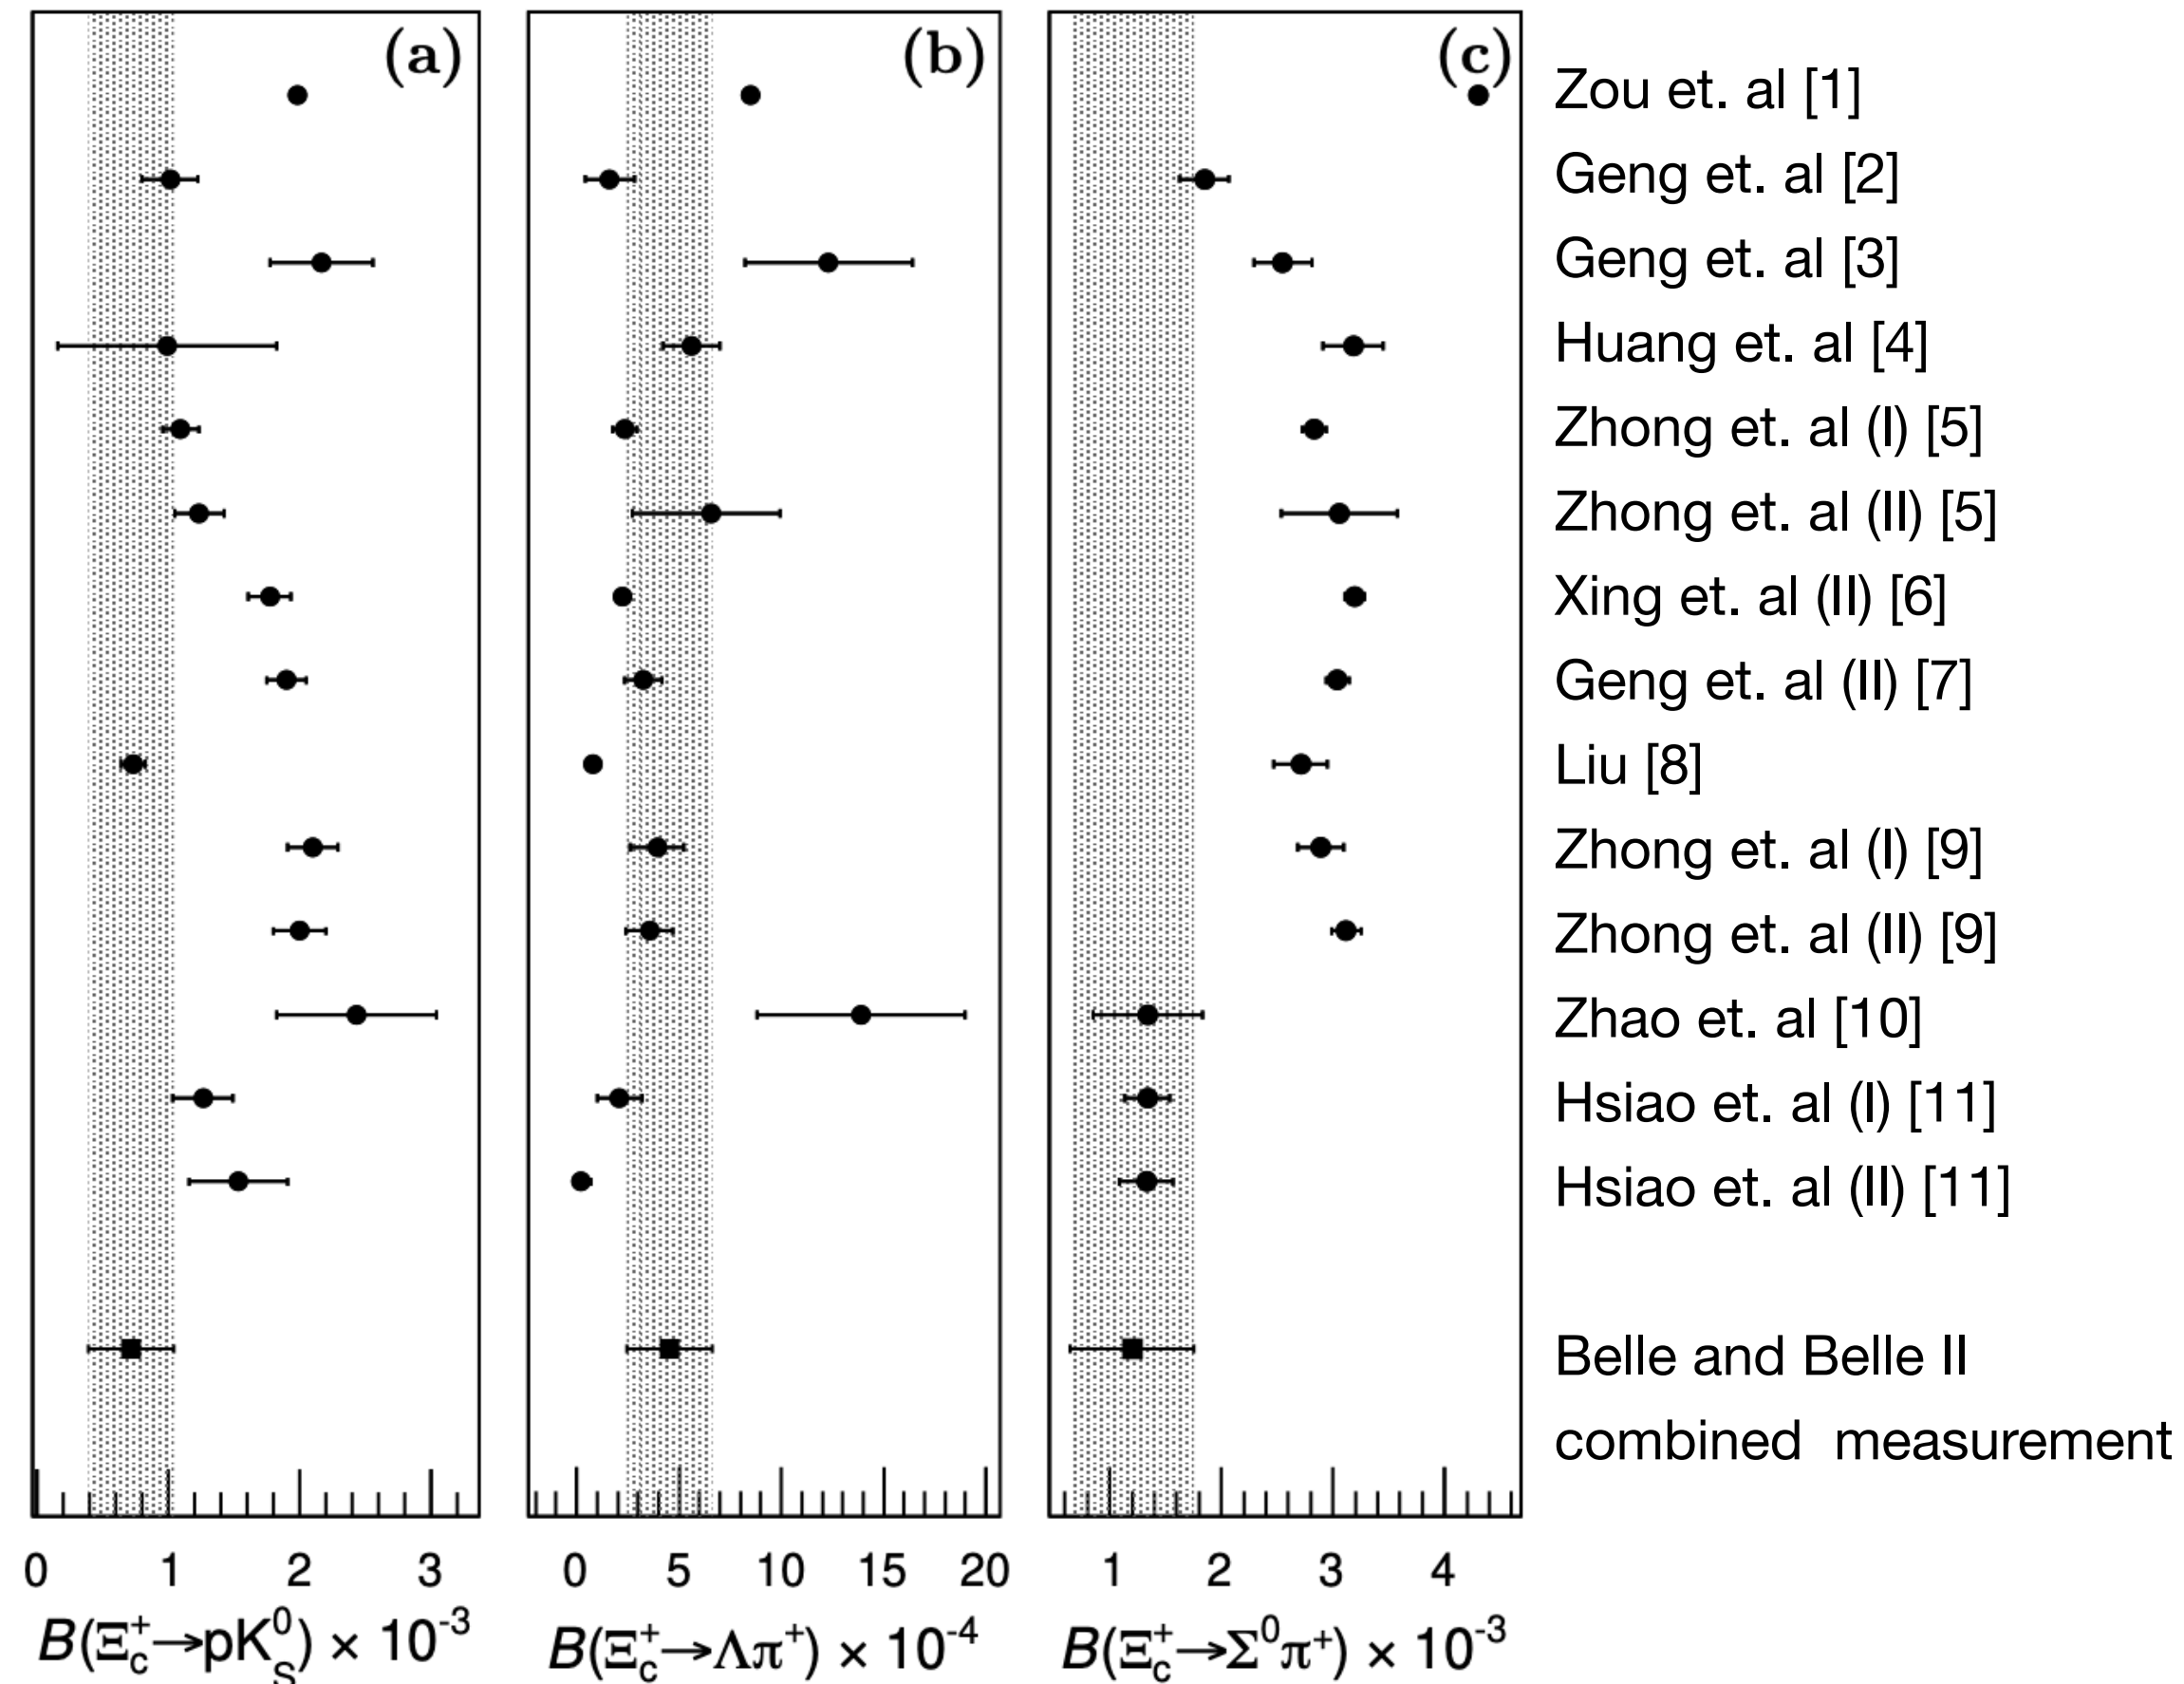 (a) (b) (c)
Zou et. al [1]
Geng et. al [2]
Geng et. al [3]
Huang et. al [4]
Zhong et. al (I) [5]
Zhong et. al (II) [5]
Xing et. al (II) [6]
Geng et. al (II) [7]
Liu [8]
Zhong et. al (I) [9]
Zhong et. al (II) [9]
Zhao et. al [10]
Hsiao et. al (I) [11]
Hsiao et. al (II) [11]
Belle and Belle II
combined measurement
0 1 2 3
B(Ξc+→pKS0) × 10-3
0 5 10 15 20
B(Ξc+→Λπ+) × 10-4
1 2 3 4
B(Ξc+→Σ0π+) × 10-3